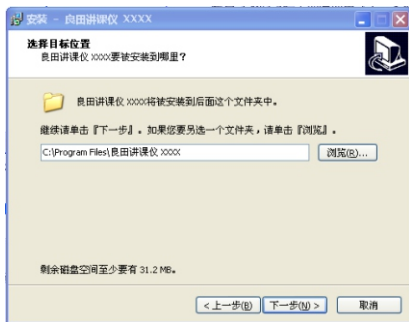 安装 - 良田讲课仪 XXXX
选择目标位置
良田讲课仪 XXXX要被安装到哪里?
良田讲课仪 XXXX将被安装到后面这个文件夹中。
继续请单击『下一步』. 如果您要另选一个文件夹，请单击『浏览』.
C:\Program Files\良田讲课仪 XXXX
浏览(R)...
剩余磁盘空间至少要有 31.2 MB。
< 上一步(B)
下一步(N) >
取消